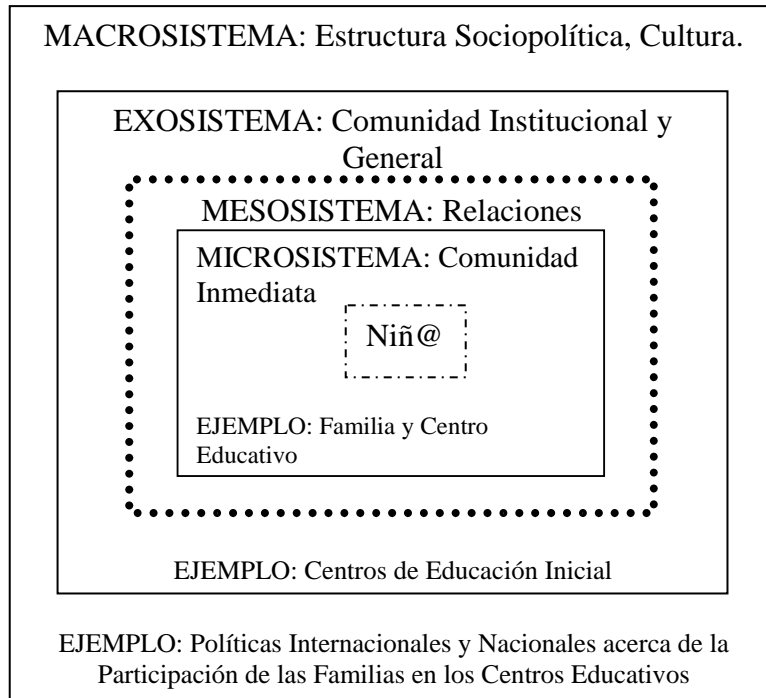 MACROSISTEMA: Estructura Sociopolítica, Cultura.
EXOSISTEMA: Comunidad Institucional y
General
MESOSISTEMA: Relaciones
MICROSISTEMA: Comunidad
Inmediata
Niñ@
EJEMPLO: Familia y Centro
Educativo
EJEMPLO: Centros de Educación Inicial
EJEMPLO: Políticas Internacionales y Nacionales acerca de la
Participación de las Familias en los Centros Educativos